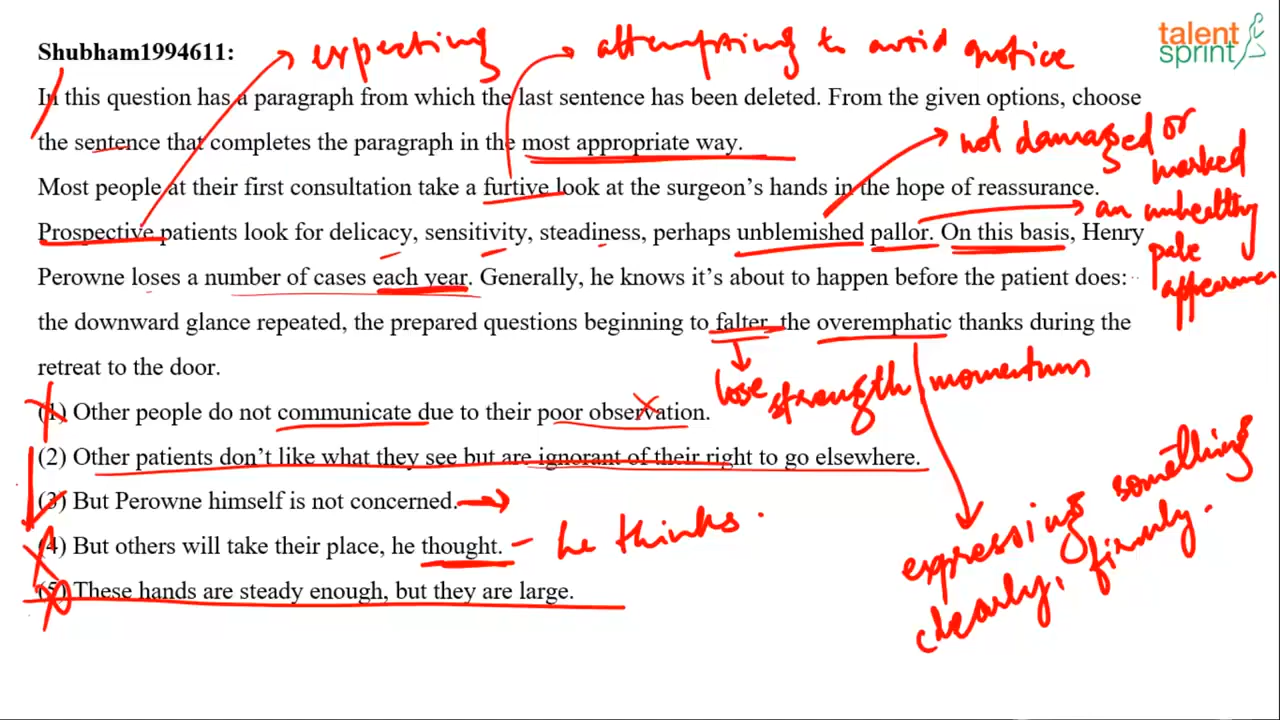 talent
sprint
Shubham1994611:
expecting
attempting to avoid notice
In this question has a paragraph from which the last sentence has been deleted. From the given options, choose
the sentence that completes the paragraph in the most appropriate way.
not damaged or
marked
Most people at their first consultation take a furtive look at the surgeon's hands in the hope of reassurance.
an unhealthy
pale
appearance
Prospective patients look for delicacy, sensitivity, steadiness, perhaps unblemished pallor. On this basis, Henry
Perowne loses a number of cases each year. Generally, he knows it's about to happen before the patient does:
the downward glance repeated, the prepared questions beginning to falter, the overemphatic thanks during the
retreat to the door.
lose strength/momentum
(1) Other people do not communicate due to their poor observation.
(2) Other patients don't like what they see but are ignorant of their right to go elsewhere.
(3) But Perowne himself is not concerned.
(4) But others will take their place, he thought.
he thinks.
(5) These hands are steady enough, but they are large.
expressing something
clearly, firmly.